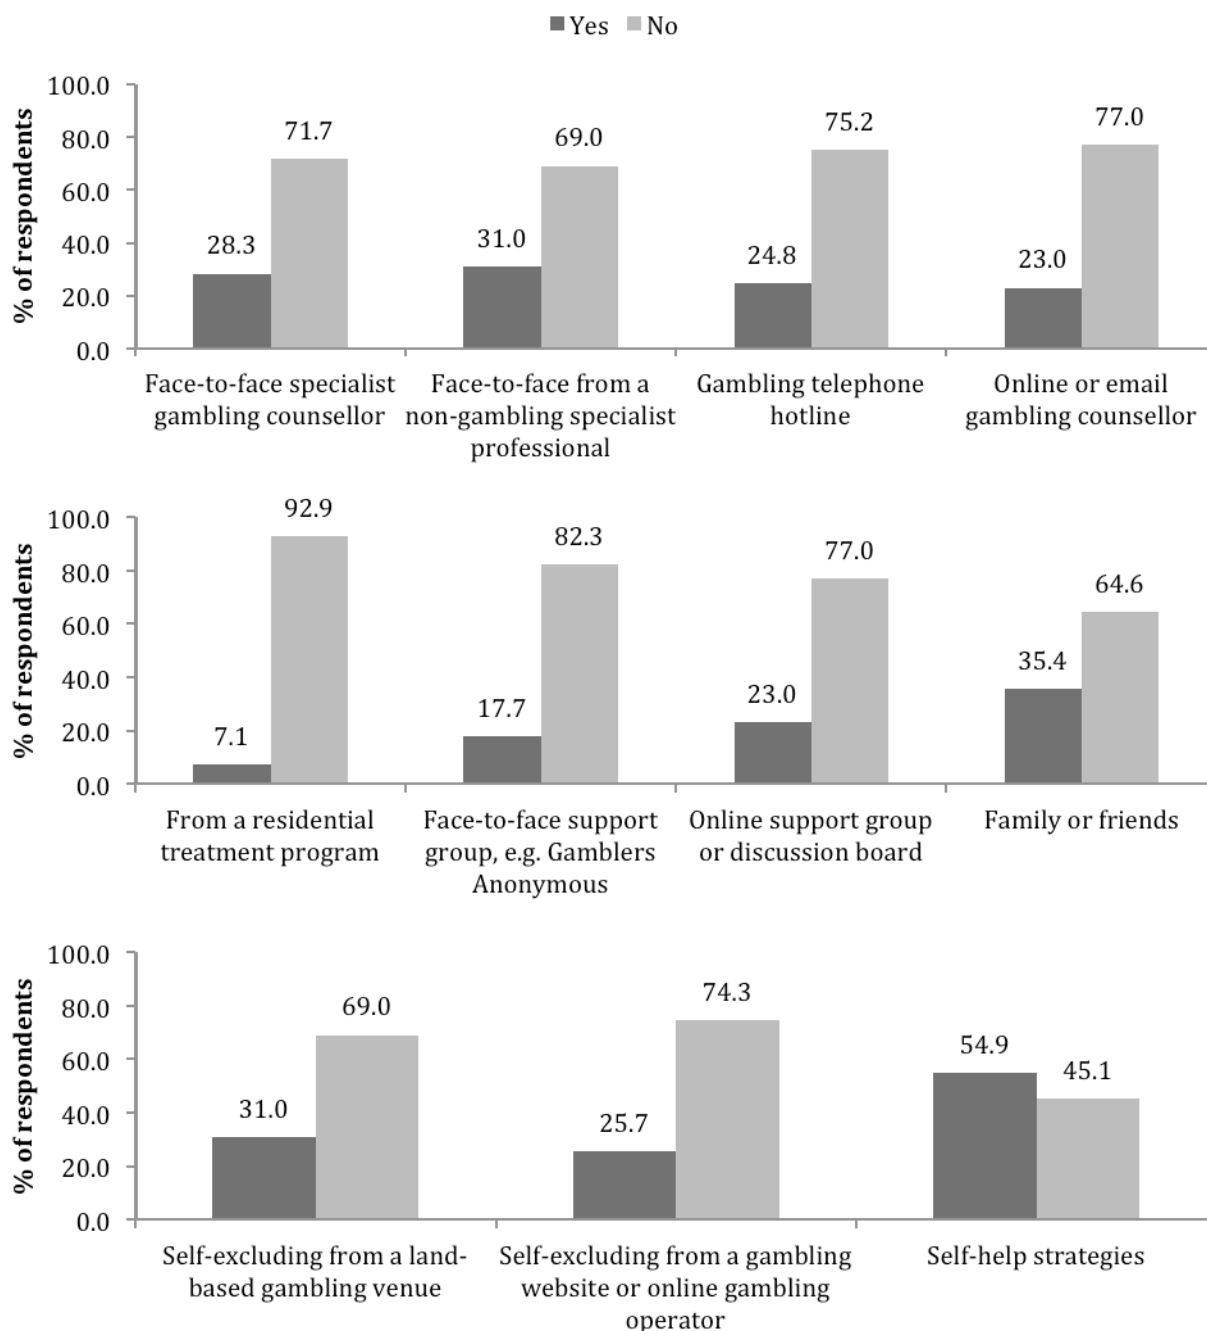 Yes No
100.0
80.0
60.0
40.0
20.0
0.0
% of respondents
28.3 71.7 31.0 69.0 24.8 75.2 23.0 77.0
Face-to-face specialist
gambling counsellor
Face-to-face from a
non-gambling specialist
professional
Gambling telephone
hotline
Online or email
gambling counsellor
100.0
80.0
60.0
40.0
20.0
0.0
% of respondents
7.1 92.9 17.7 82.3 23.0 77.0 35.4 64.6
From a residential
treatment program
Face-to-face support
group, e.g. Gamblers
Anonymous
Online support group
or discussion board
Family or friends
100.0
80.0
60.0
40.0
20.0
0.0
% of respondents
31.0 69.0 25.7 74.3 54.9 45.1
Self-excluding from a land-
based gambling venue
Self-excluding from a gambling
website or online gambling
operator
Self-help strategies